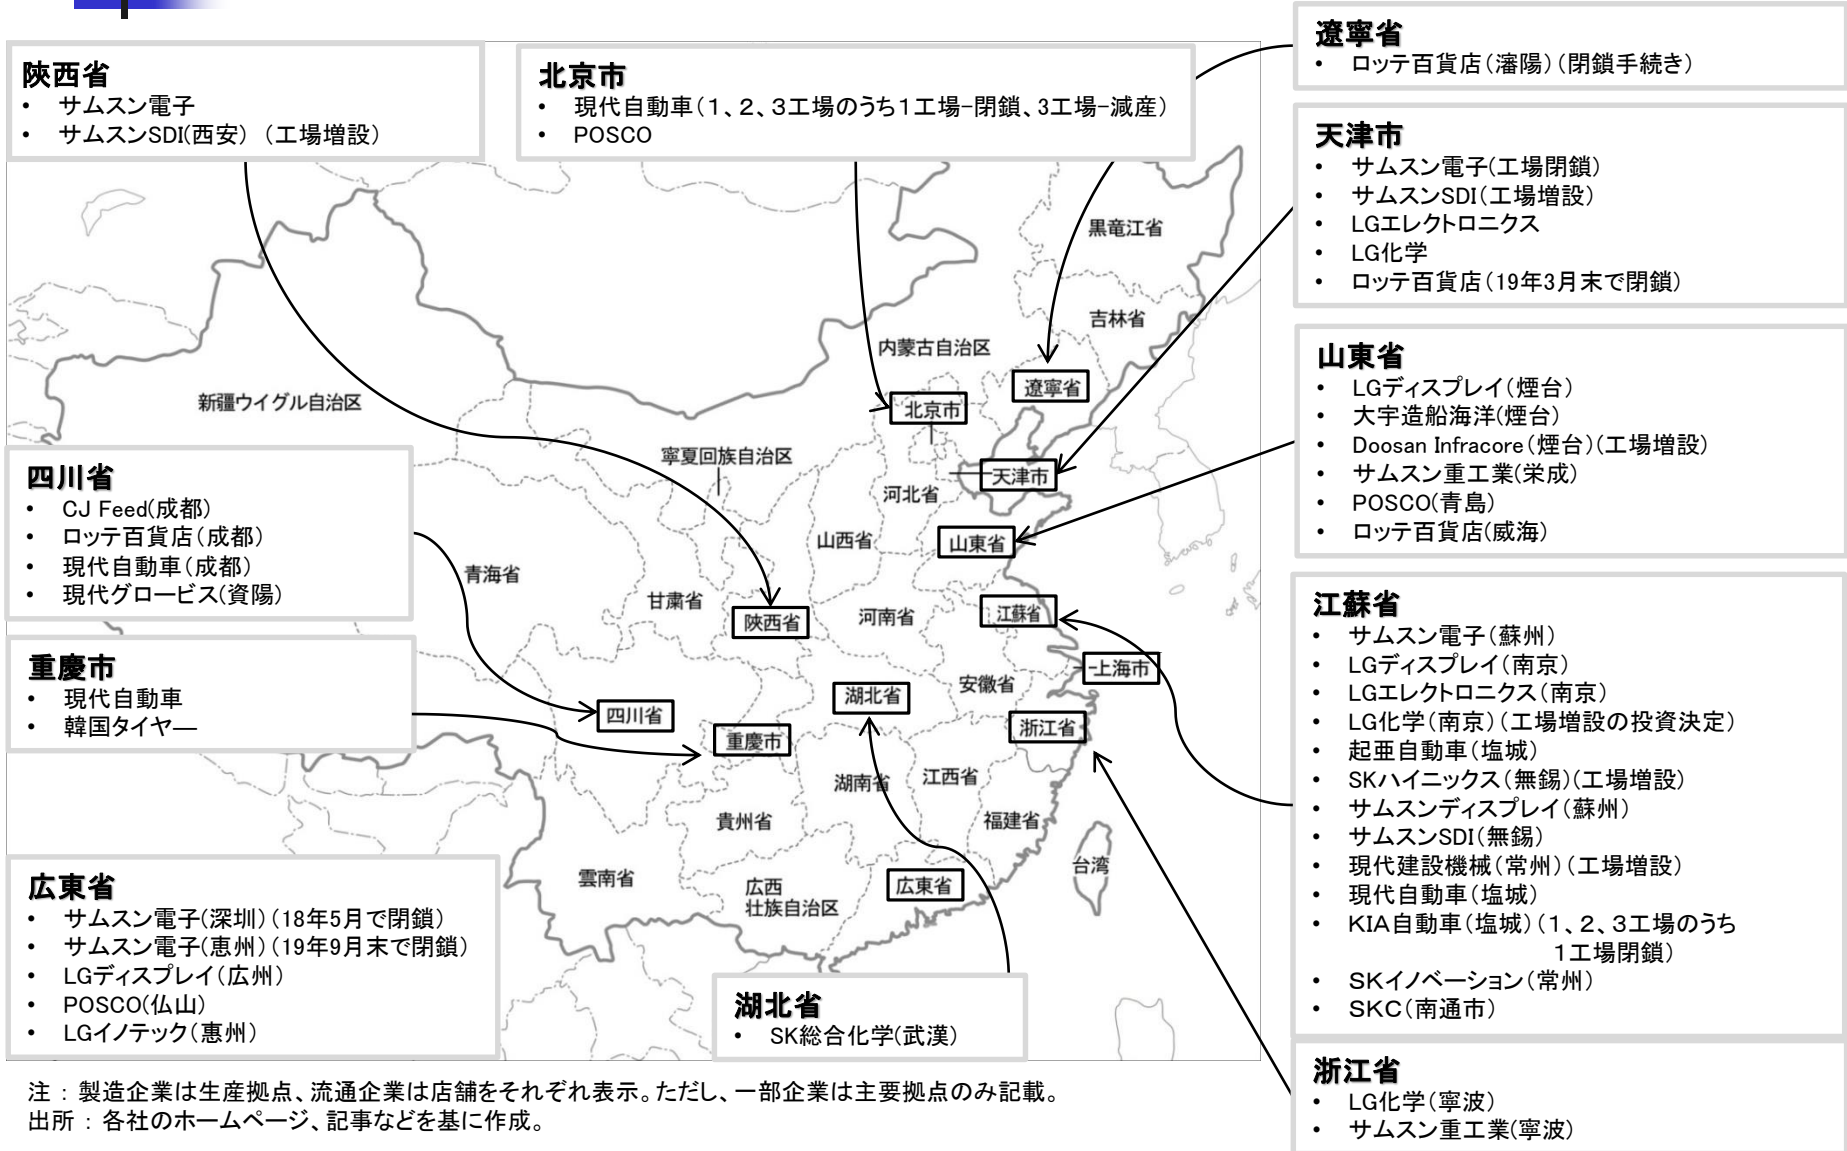 陝西省
• サムスン電子
• サムスンSDI(西安) (工場増設)
北京市
• 現代自動車(1、2、3工場のうち1工場-閉鎖、3工場-減産)
• POSCO
遼寧省
• ロッテ百貨店(瀋陽)(閉鎖手続き)
天津市
• サムスン電子(工場閉鎖)
• サムスンSDI(工場増設)
• LGエレクトロニクス
• LG化学
• ロッテ百貨店(19年3月末で閉鎖)
山東省
• LGディスプレイ(煙台)
• 大宇造船海洋(煙台)
• Doosan Infracore(煙台)(工場増設)
• サムスン重工業(栄成)
• POSCO(青島)
• ロッテ百貨店(威海)
四川省
• CJ Feed(成都)
• ロッテ百貨店(成都)
• 現代自動車(成都)
• 現代グロービス(資陽)
重慶市
• 現代自動車
• 韓国タイヤ―
江蘇省
• サムスン電子(蘇州)
• LGディスプレイ(南京)
• LGエレクトロニクス(南京)
• LG化学(南京)(工場増設の投資決定)
• 起亜自動車(塩城)
• SKハイニックス(無錫)(工場増設)
• サムスンディスプレイ(蘇州)
• サムスンSDI(無錫)
• 現代建設機械(常州)(工場増設)
• 現代自動車(塩城)
• KIA自動車(塩城)(1、2、3工場のうち
1工場閉鎖)
• SKイノベーション(常州)
• SKC(南通市)
広東省
• サムスン電子(深圳)(18年5月で閉鎖)
• サムスン電子(恵州)(19年9月末で閉鎖)
• LGディスプレイ(広州)
• POSCO(仏山)
• LGイノテック(恵州)
湖北省
• SK総合化学(武漢)
浙江省
• LG化学(寧波)
• サムスン重工業(寧波)
黒竜江省
吉林省
内蒙古自治区
遼寧省
新疆ウイグル自治区
北京市
寧夏回族自治区
天津市
河北省
山西省
山東省
青海省
甘粛省
陝西省
河南省
江蘇省
上海市
安徽省
湖北省
四川省
浙江省
重慶市
湖南省
江西省
貴州省
福建省
台湾
雲南省
広西
壮族自治区
広東省
注 : 製造企業は生産拠点、流通企業は店舗をそれぞれ表示。ただし、一部企業は主要拠点のみ記載。
出所 : 各社のホームページ、記事などを基に作成。